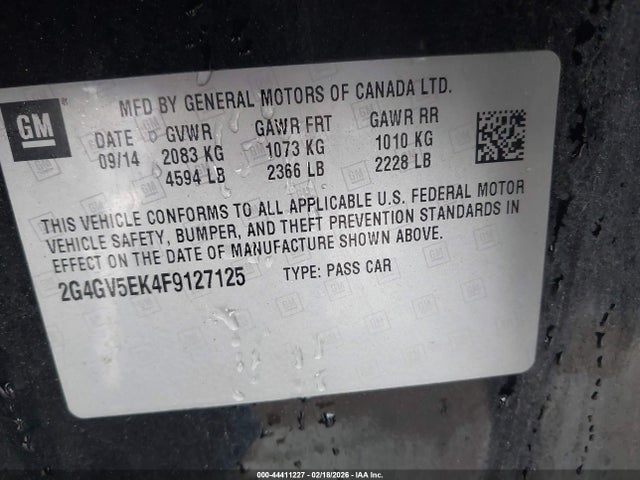 MFD BY GENERAL MOTORS OF CANADA LTD.
GM
DATE GVWR GAWR FRT GAWR RR
09/14 2083 KG 1073 KG 1010 KG
4594 LB 2366 LB 2228 LB
THIS VEHICLE CONFORMS TO ALL APPLICABLE U.S. FEDERAL MOTOR
VEHICLE SAFETY, BUMPER, AND THEFT PREVENTION STANDARDS IN
EFFECT ON THE DATE OF MANUFACTURE SHOWN ABOVE.
2G4GV5EK4F9127125 TYPE: PASS CAR
000-44411227 - 02/18/2026 - IAA Inc.